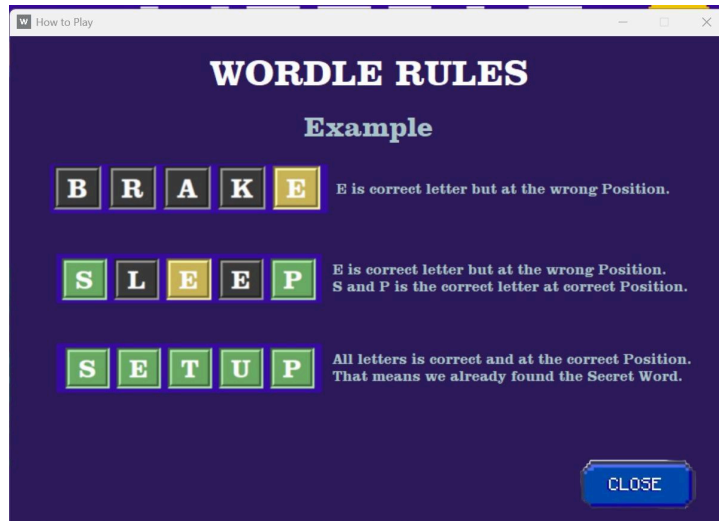 W How to Play
WORDLE RULES
Example
B R A K E
E is correct letter but at the wrong Position.
S L E E P
E is correct letter but at the wrong Position.
S and P is the correct letter at correct Position.
S E T U P
All letters is correct and at the correct Position.
That means we already found the Secret Word.
CLOSE